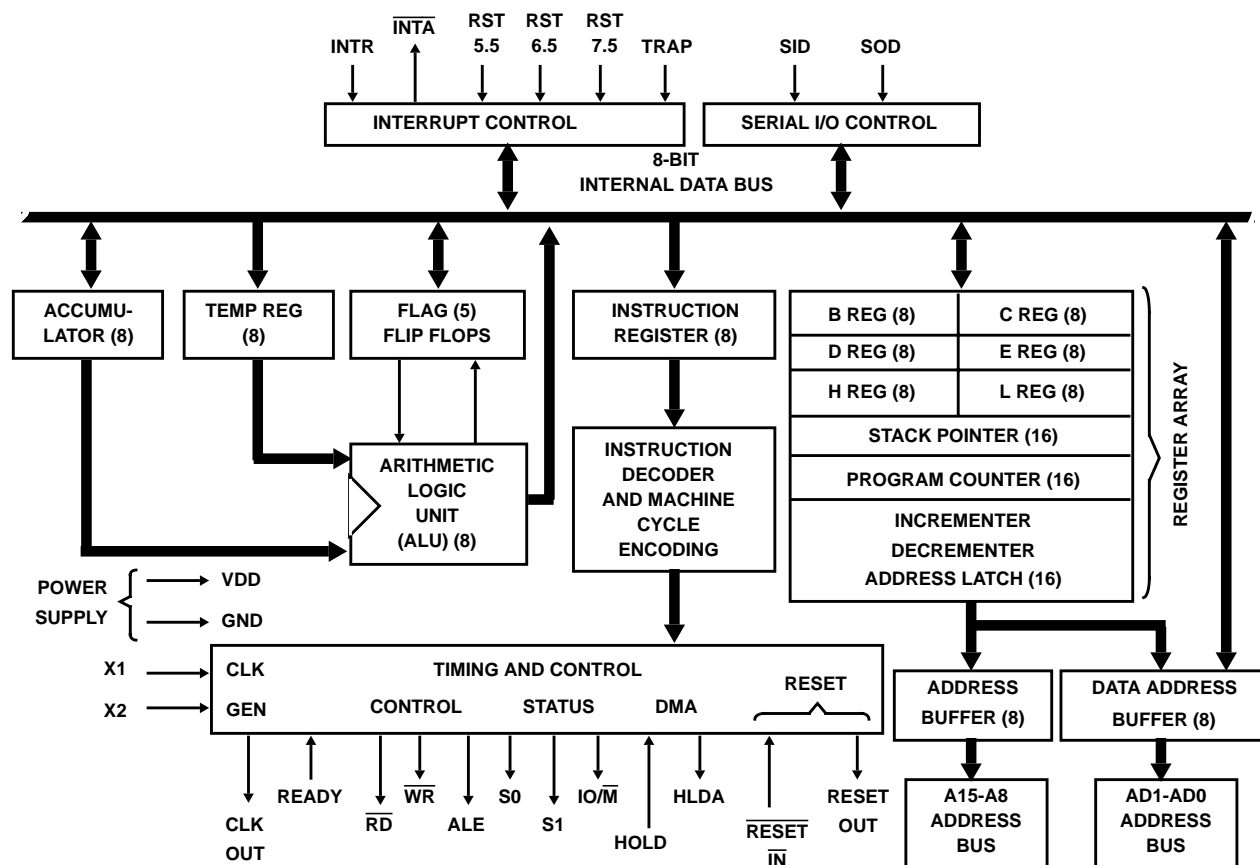 INTR
INTA
RST
5.5
RST
6.5
RST
7.5
TRAP
SID
SOD
INTERRUPT CONTROL
SERIAL I/O CONTROL
8-BIT
INTERNAL DATA BUS
ACCUMU-
LATOR (8)
TEMP REG
(8)
FLAG (5)
FLIP FLOPS
INSTRUCTION
REGISTER (8)
B REG (8)
C REG (8)
D REG (8)
E REG (8)
H REG (8)
L REG (8)
STACK POINTER (16)
PROGRAM COUNTER (16)
INCREMENTER
DECREMENTER
ADDRESS LATCH (16)
REGISTER ARRAY
ARITHMETIC
LOGIC
UNIT
(ALU) (8)
INSTRUCTION
DECODER
AND MACHINE
CYCLE
ENCODING
POWER
SUPPLY
VDD
GND
X1
X2
CLK
GEN
TIMING AND CONTROL
CONTROL
STATUS
DMA
RESET
ADDRESS
BUFFER (8)
DATA ADDRESS
BUFFER (8)
CLK
OUT
READY
RD
WR
ALE
S0
S1
IO/M
HOLD
HLDA
RESET
IN
RESET
OUT
A15-A8
ADDRESS
BUS
AD1-AD0
ADDRESS
BUS